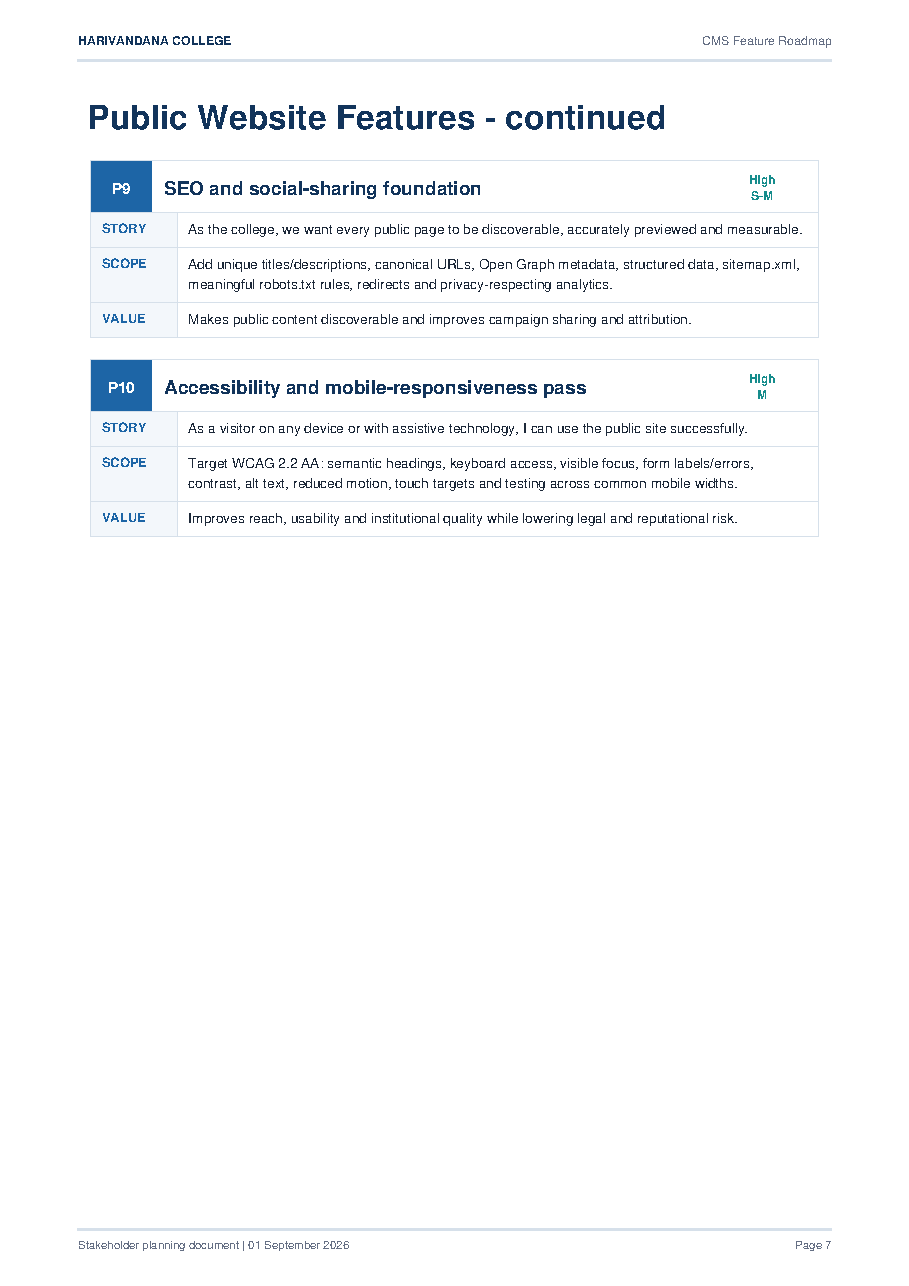 HARIVANDANA COLLEGE
CMS Feature Roadmap
Public Website Features - continued
P9
SEO and social-sharing foundation
High
S-M
STORY
As the college, we want every public page to be discoverable, accurately previewed and measurable.
SCOPE
Add unique titles/descriptions, canonical URLs, Open Graph metadata, structured data, sitemap.xml,
meaningful robots.txt rules, redirects and privacy-respecting analytics.
VALUE
Makes public content discoverable and improves campaign sharing and attribution.
P10
Accessibility and mobile-responsiveness pass
High
M
STORY
As a visitor on any device or with assistive technology, I can use the public site successfully.
SCOPE
Target WCAG 2.2 AA: semantic headings, keyboard access, visible focus, form labels/errors,
contrast, alt text, reduced motion, touch targets and testing across common mobile widths.
VALUE
Improves reach, usability and institutional quality while lowering legal and reputational risk.
Stakeholder planning document | 01 September 2026
Page 7